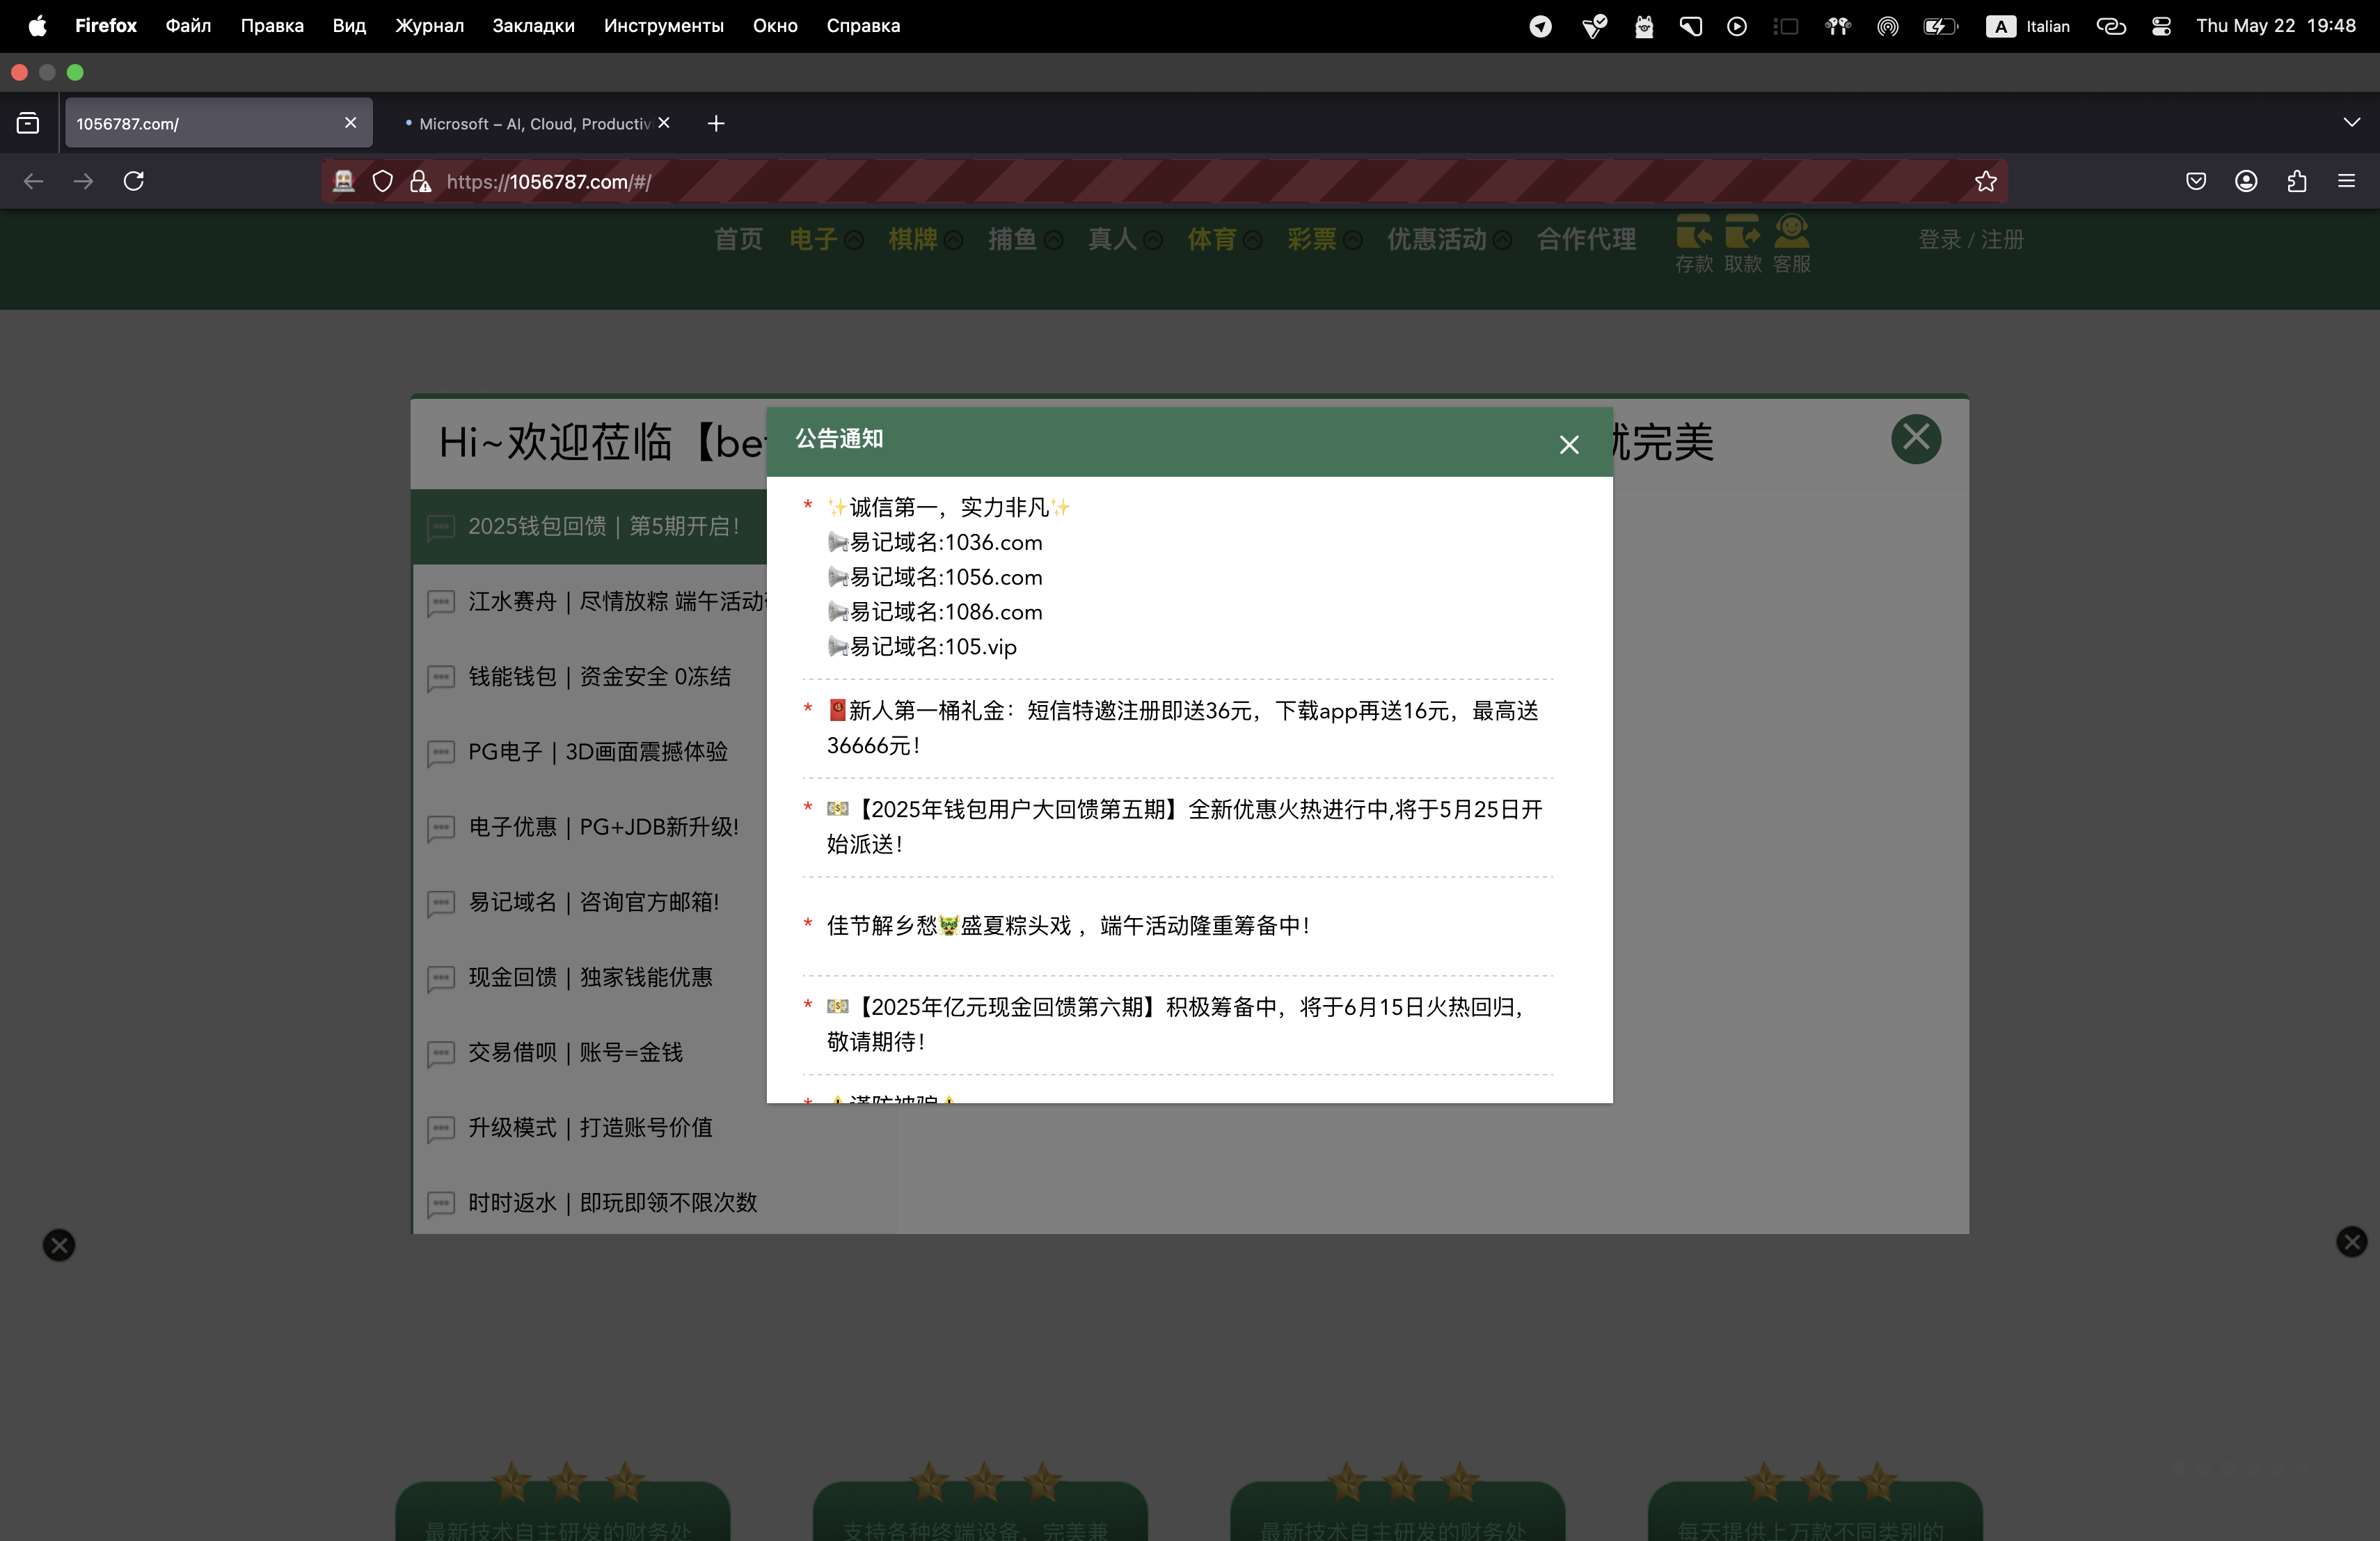 Firefox Файл Правка Вид Журнал Закладки Инструменты Окно Справка A Italian Thu May 22 19:48
1056787.com/ Microsoft – AI, Cloud, Productiv
https://1056787.com/#/
首页 电子 棋牌 捕鱼 真人 体育 彩票 优惠活动 合作代理 登录 / 注册
存款 取款 客服
Hi~欢迎莅临【be 就完美
公告通知
✨诚信第一，实力非凡✨
📢易记域名:1036.com
📢易记域名:1056.com
📢易记域名:1086.com
📢易记域名:105.vip
* 🧧新人第一桶礼金：短信特邀注册即送36元，下载app再送16元，最高送
36666元！
* 💵【2025年钱包用户大回馈第五期】全新优惠火热进行中,将于5月25日开
始派送！
* 佳节解乡愁🐲盛夏粽头戏 ，端午活动隆重筹备中！
* 💵【2025年亿元现金回馈第六期】积极筹备中，将于6月15日火热回归，
敬请期待！
* ⚠️谨防被骗⚠️
2025钱包回馈 | 第5期开启！
江水赛舟 | 尽情放粽 端午活动
钱能钱包 | 资金安全 0冻结
PG电子 | 3D画面震撼体验
电子优惠 | PG+JDB新升级!
易记域名 | 咨询官方邮箱!
现金回馈 | 独家钱能优惠
交易借呗 | 账号=金钱
升级模式 | 打造账号价值
时时返水 | 即玩即领不限次数
最新技术自主研发的财务处 支持各种终端设备，完美兼 最新技术自主研发的财务处 每天提供上万款不同类别的